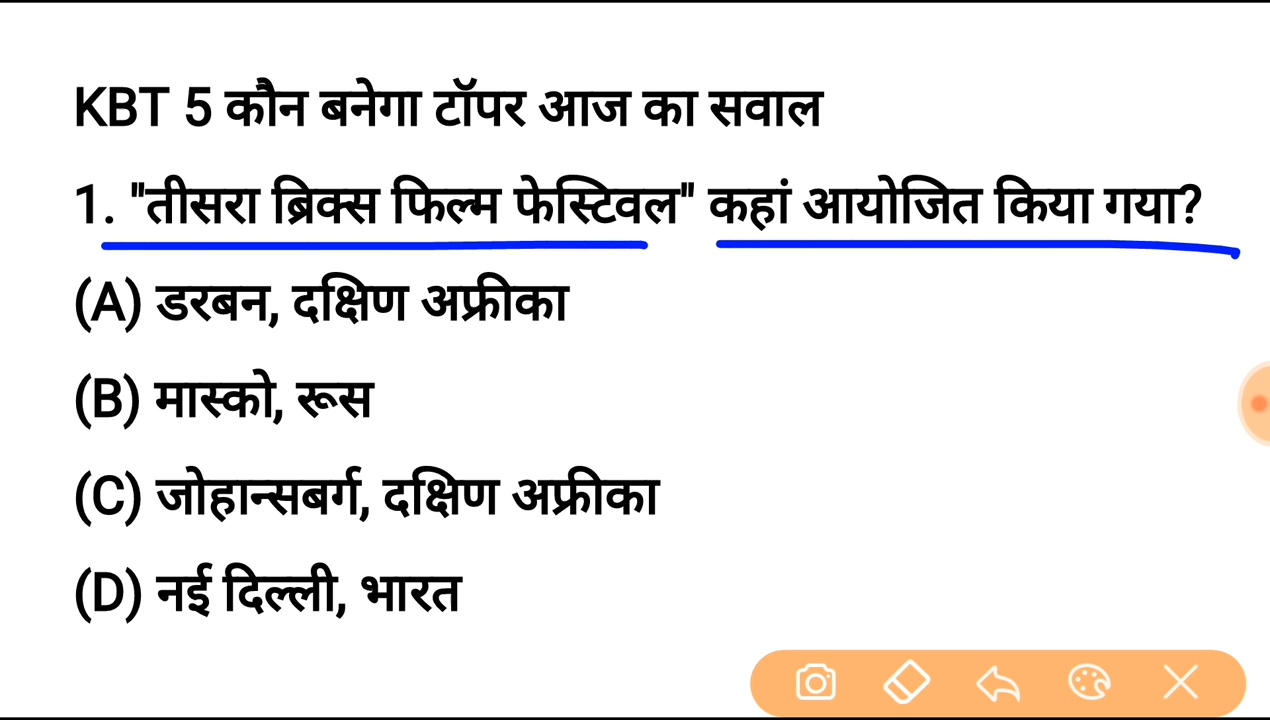 KBT 5 कौन बनेगा टॉपर आज का सवाल
1. "तीसरा ब्रिक्स फिल्म फेस्टिवल" कहां आयोजित किया गया?
(A) डरबन, दक्षिण अफ्रीका
(B) मास्को, रूस
(C) जोहान्सबर्ग, दक्षिण अफ्रीका
(D) नई दिल्ली, भारत